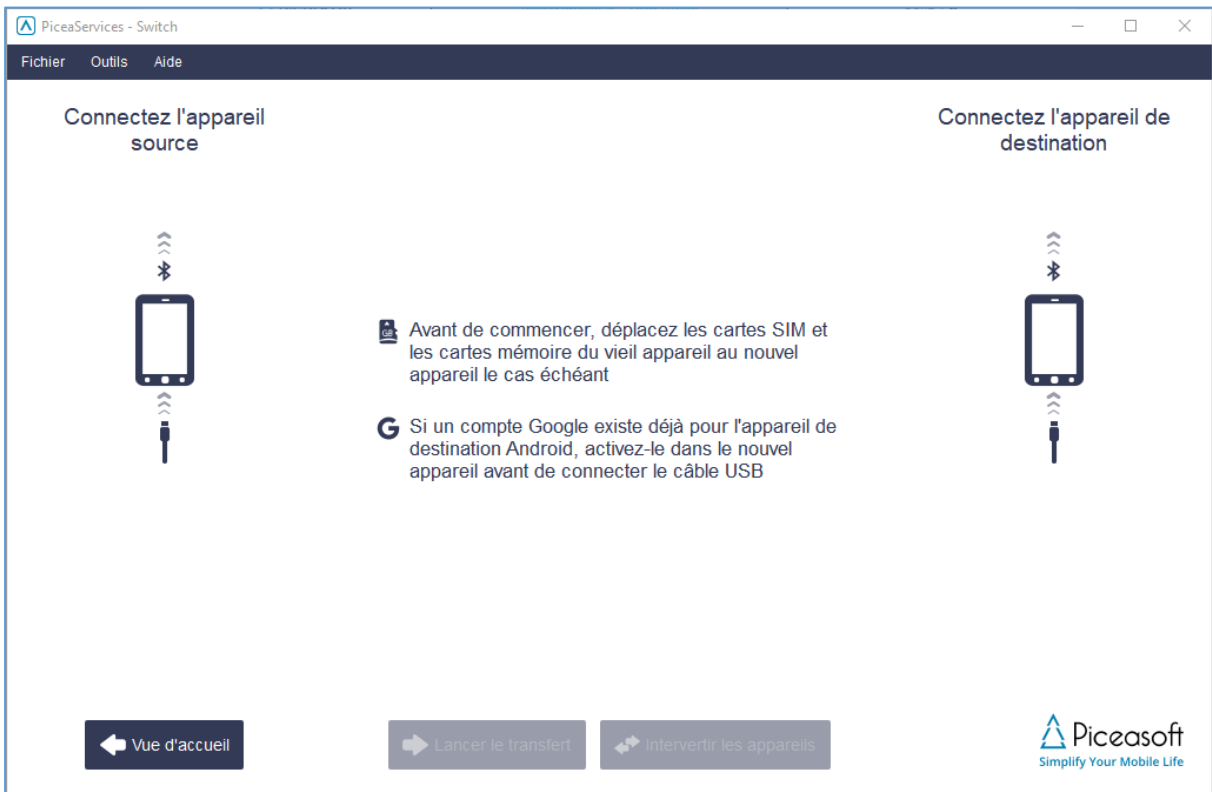 PiceaServices - Switch
Fichier Outils Aide
Connectez l'appareil
source
Connectez l'appareil de
destination
GB
Avant de commencer, déplacez les cartes SIM et
les cartes mémoire du vieil appareil au nouvel
appareil le cas échéant
G Si un compte Google existe déjà pour l'appareil de
destination Android, activez-le dans le nouvel
appareil avant de connecter le câble USB
Vue d'accueil
Lancer le transfert
Intervertir les appareils
Piceasoft
Simplify Your Mobile Life